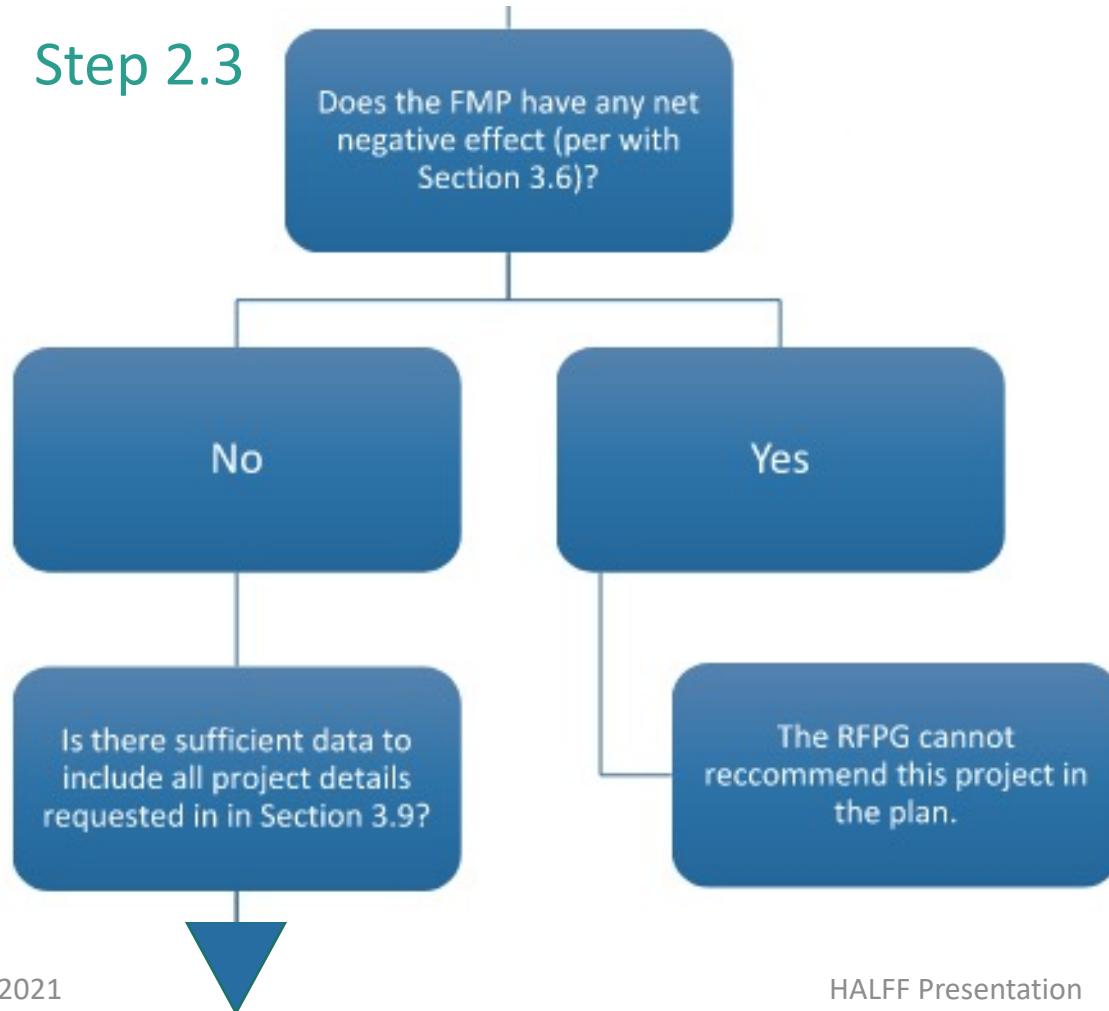 Step 2.3
Does the FMP have any net
negative effect (per with
Section 3.6)?
No
Yes
Is there sufficient data to
include all project details
requested in in Section 3.9?
The RFPG cannot
reccommend this project in
the plan.
2021
HALFF Presentation